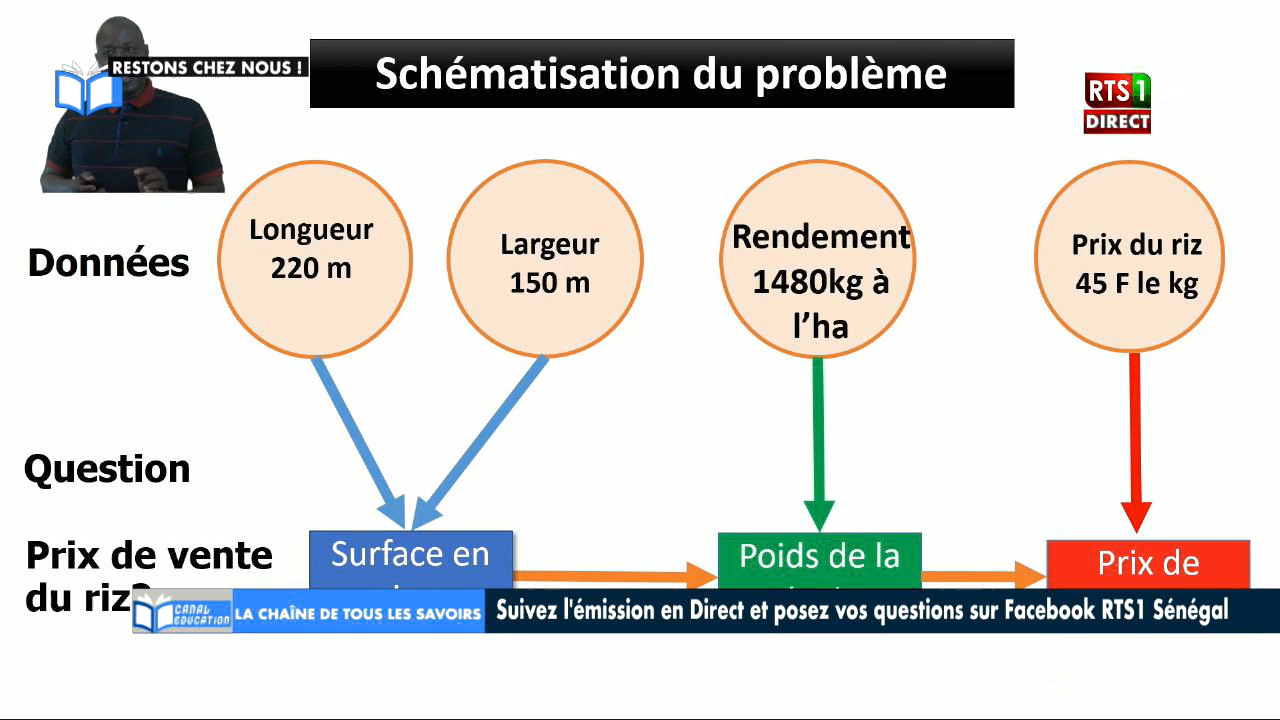 RESTONS CHEZ NOUS !
Schématisation du problème
RTS 1
DIRECT
Données
Longueur
220 m
Largeur
150 m
Rendement
1480kg à
l’ha
Prix du riz
45 F le kg
Question
Prix de vente
du riz?
Surface en
Poids de la
Prix de
CANAL
EDUCATION
LA CHAÎNE DE TOUS LES SAVOIRS
Suivez l'émission en Direct et posez vos questions sur Facebook RTS1 Sénégal